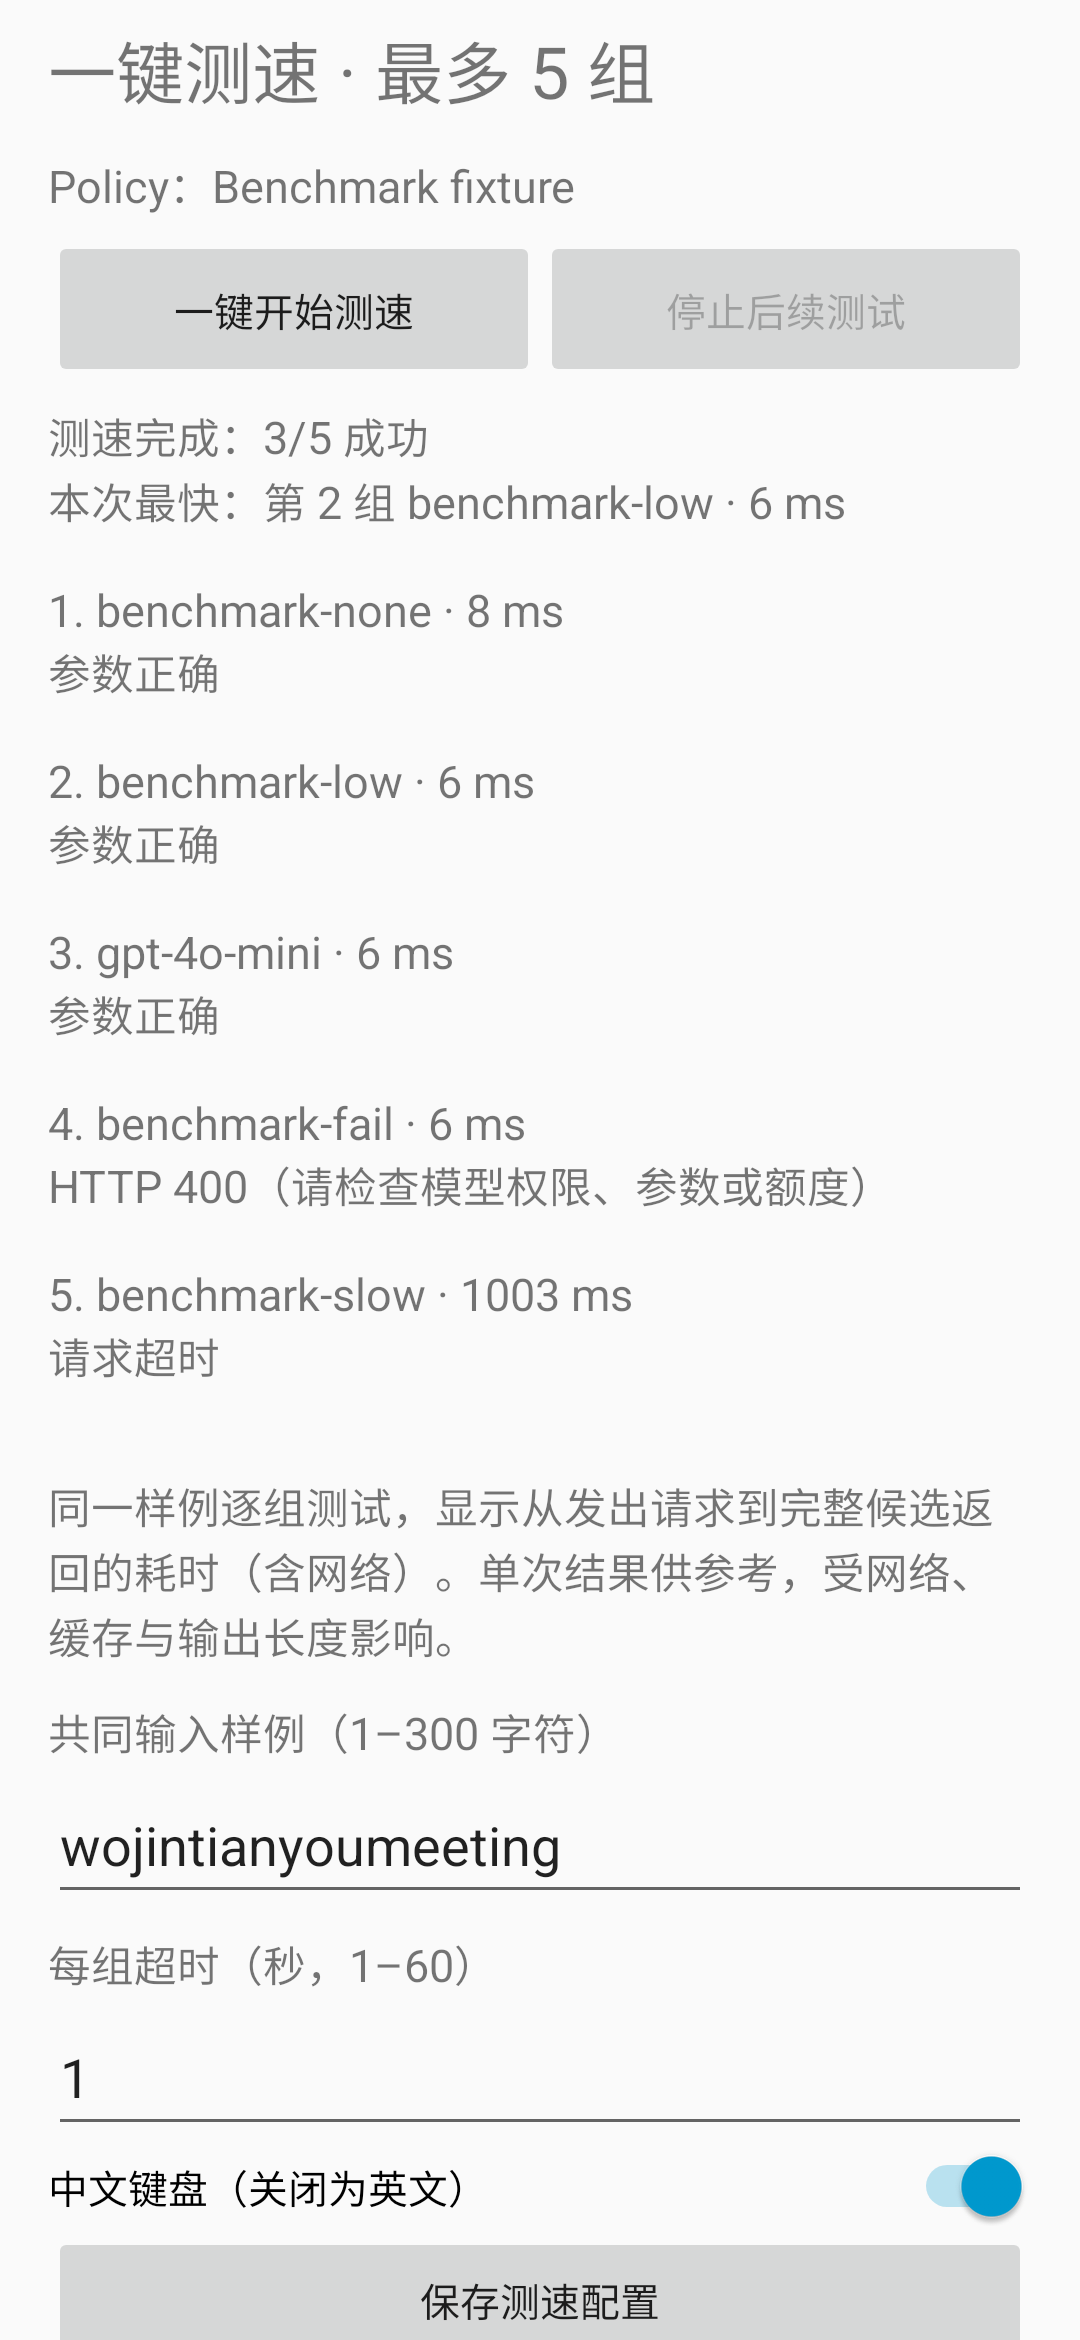 一键测速 · 最多 5 组
Policy：Benchmark fixture
一键开始测速
停止后续测试
测速完成：3/5 成功
本次最快：第 2 组 benchmark-low · 6 ms
1. benchmark-none · 8 ms
参数正确
2. benchmark-low · 6 ms
参数正确
3. gpt-4o-mini · 6 ms
参数正确
4. benchmark-fail · 6 ms
HTTP 400（请检查模型权限、参数或额度）
5. benchmark-slow · 1003 ms
请求超时
同一样例逐组测试，显示从发出请求到完整候选返
回的耗时（含网络）。单次结果供参考，受网络、
缓存与输出长度影响。
共同输入样例（1–300 字符）
wojintianyoumeeting
每组超时（秒，1–60）
1
中文键盘（关闭为英文）
保存测速配置